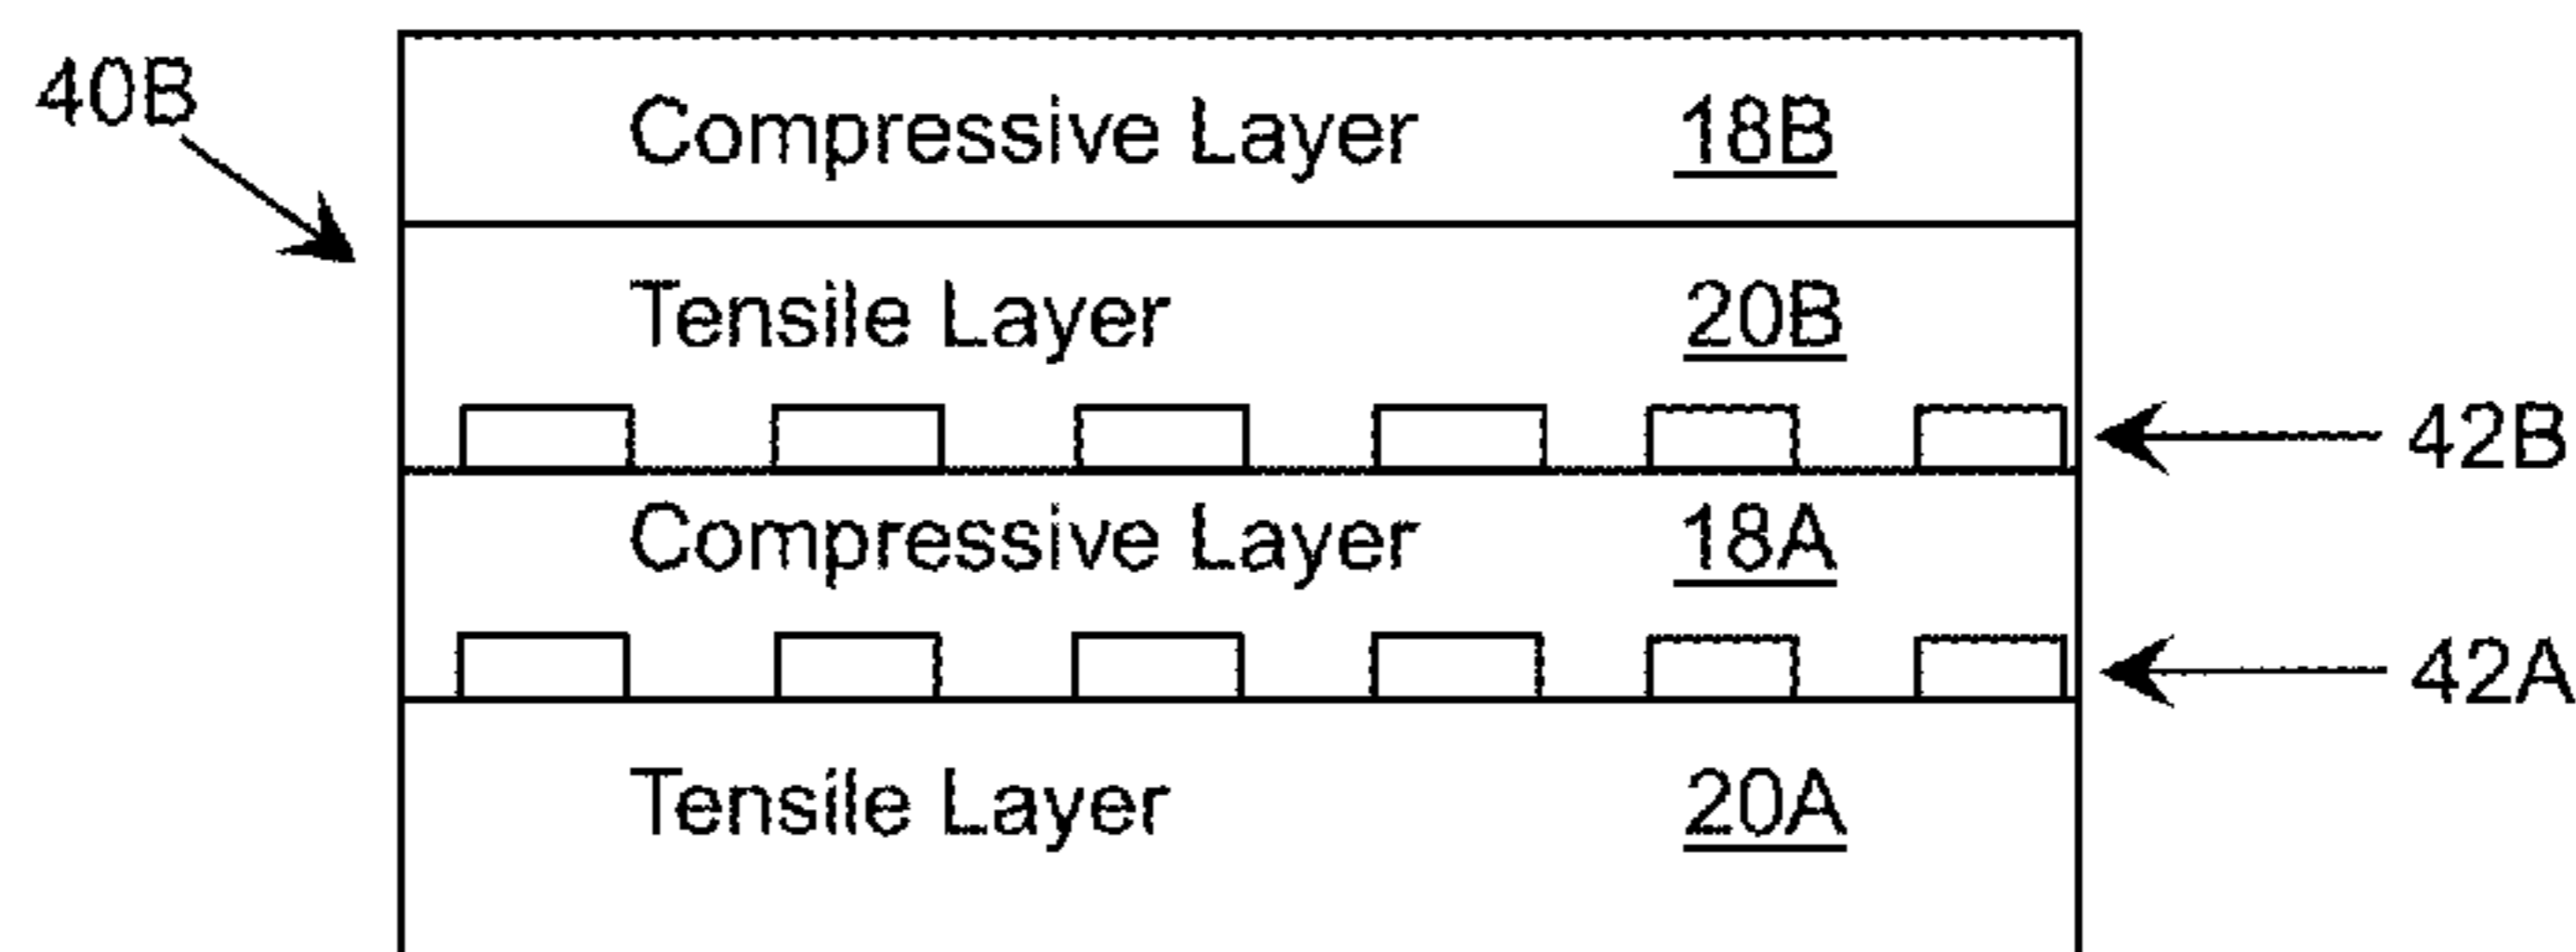 40B
Compressive Layer 18B
Tensile Layer 20B
42B
Compressive Layer 18A
42A
Tensile Layer 20A